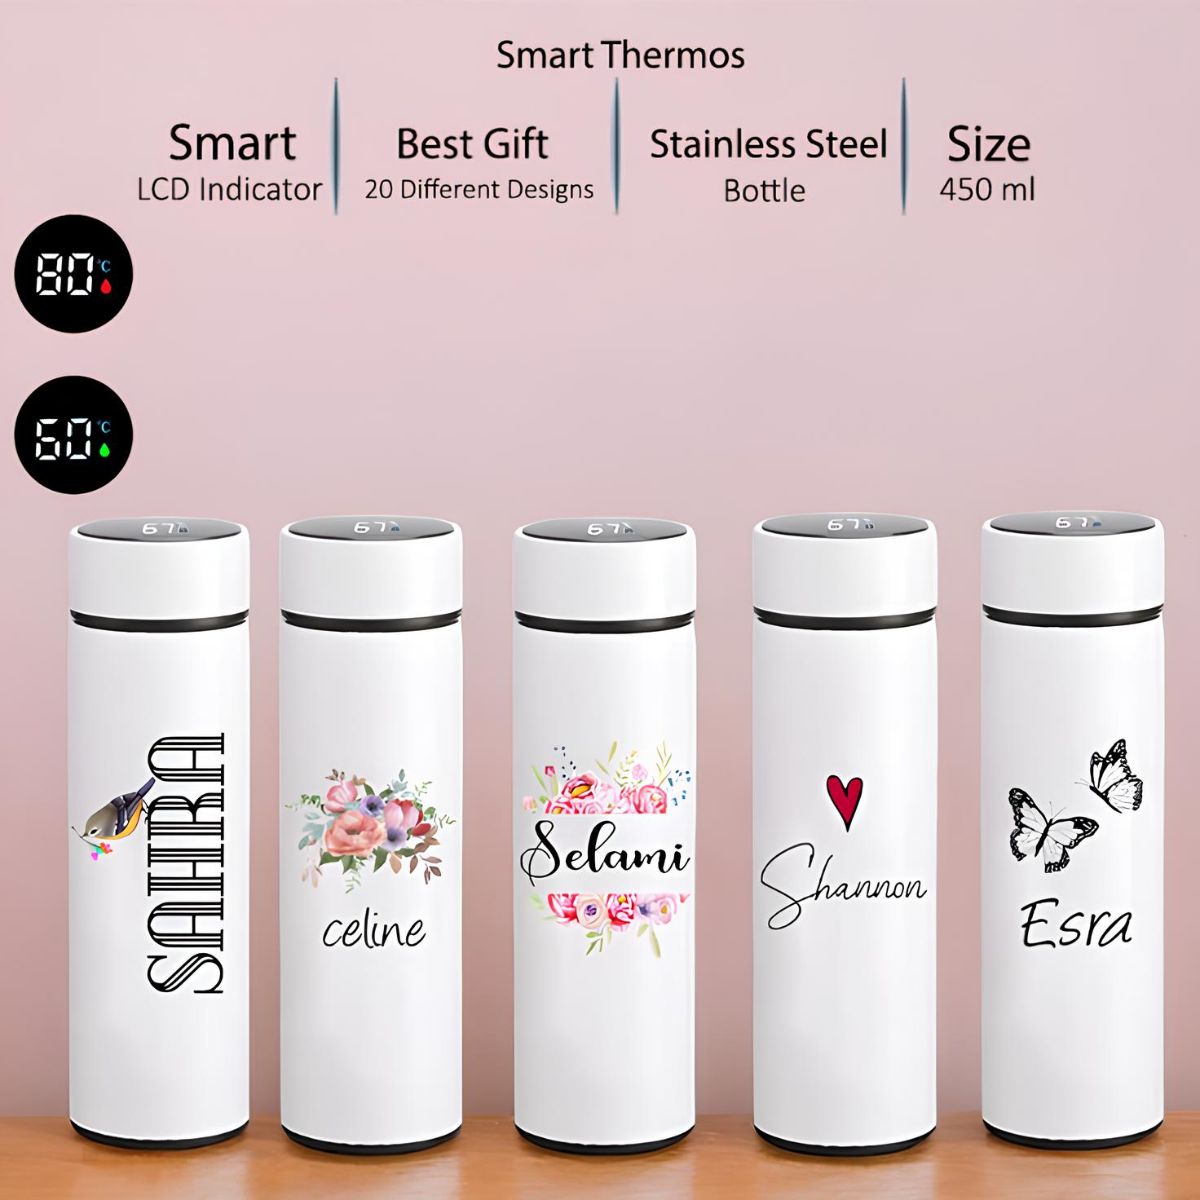 Smart Thermos
Smart
LCD Indicator
Best Gift
20 Different Designs
Stainless Steel
Bottle
Size
450 ml
80 °C
60 °C
67
67
67
67
67
SAHRA
celine
Selami
Shannon
Esra